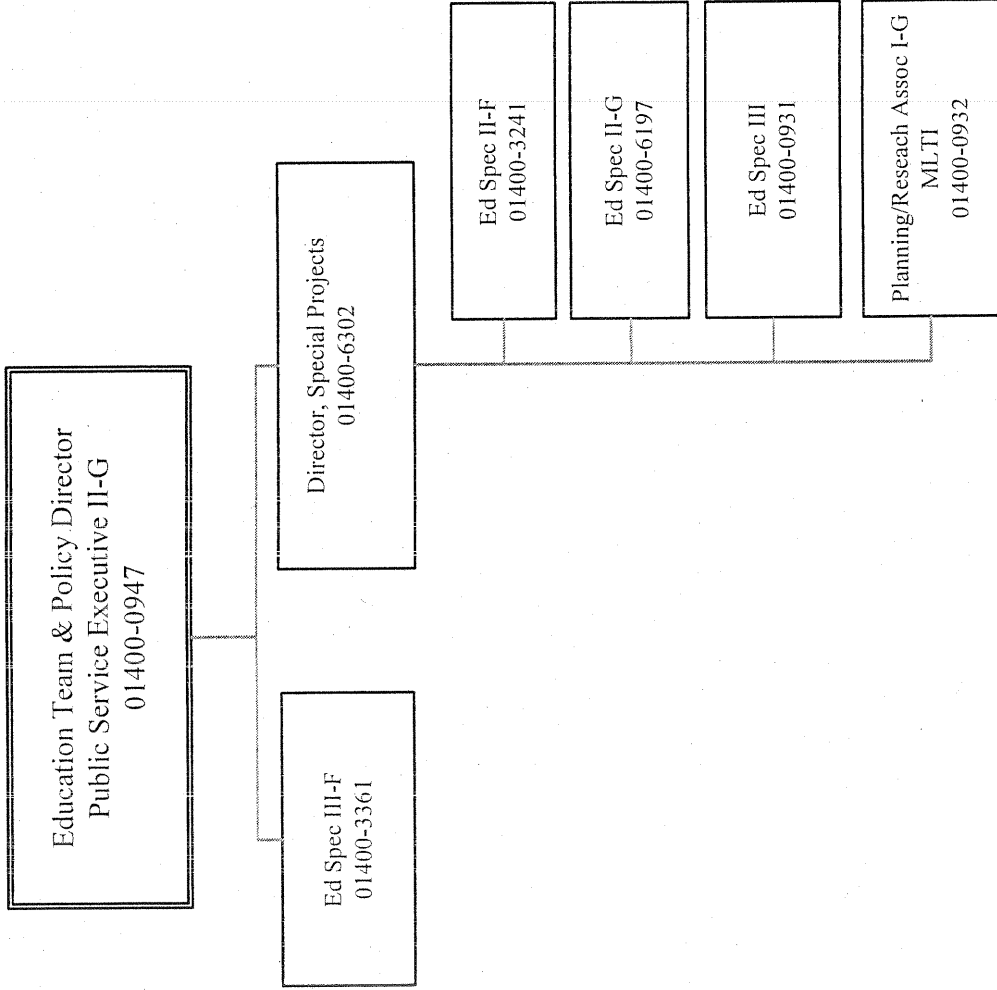 Education Team & Policy Director
Public Service Executive II-G
01400-0947
Ed Spec III-F
01400-3361
Director, Special Projects
01400-6302
Ed Spec II-F
01400-3241
Ed Spec II-G
01400-6197
Ed Spec III
01400-0931
Planning/Reseach Assoc I-G
MLTI
01400-0932